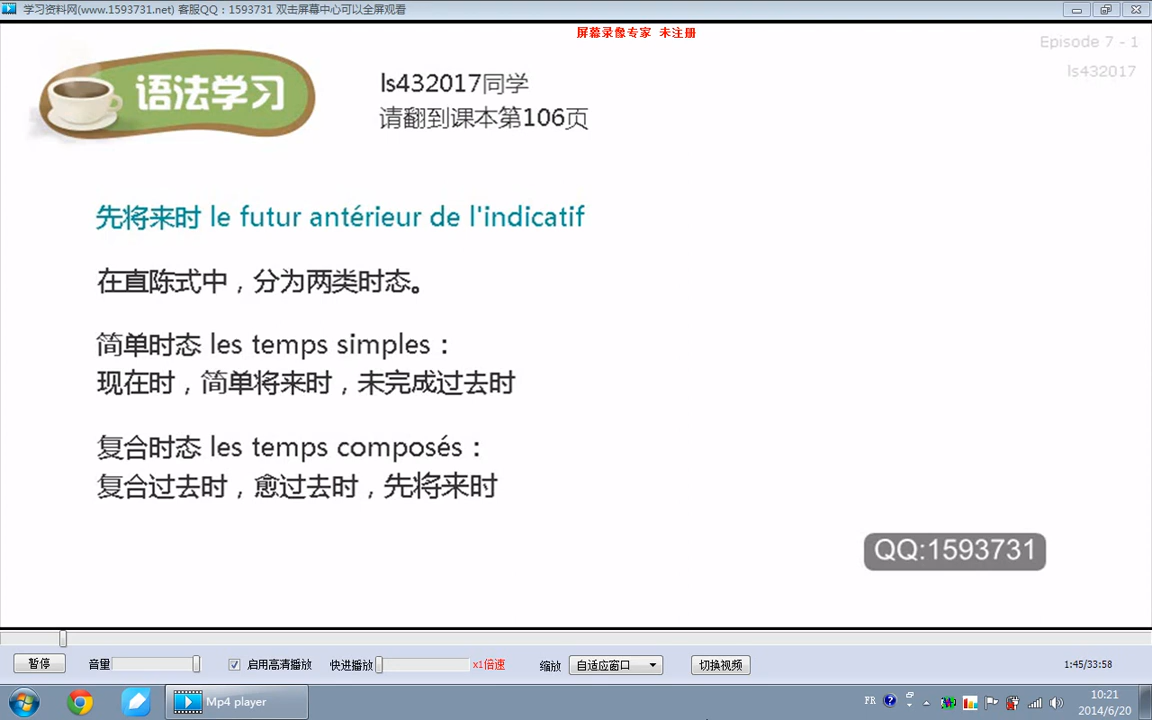 学习资料网(www.1593731.net) 客服QQ：1593731 双击屏幕中心可以全屏观看
屏幕录像专家 未注册
Episode 7 - 1
ls432017
语法学习
ls432017同学
请翻到课本第106页
先将来时 le futur antérieur de l'indicatif
在直陈式中，分为两类时态。
简单时态 les temps simples：
现在时，简单将来时，未完成过去时
复合时态 les temps composés：
复合过去时，愈过去时，先将来时
QQ:1593731
暂停
音量
启用高清播放
快进播放
x1倍速
缩放
自适应窗口
切换视频
1:45/33:58
Mp4 player
FR
10:21
2014/6/20